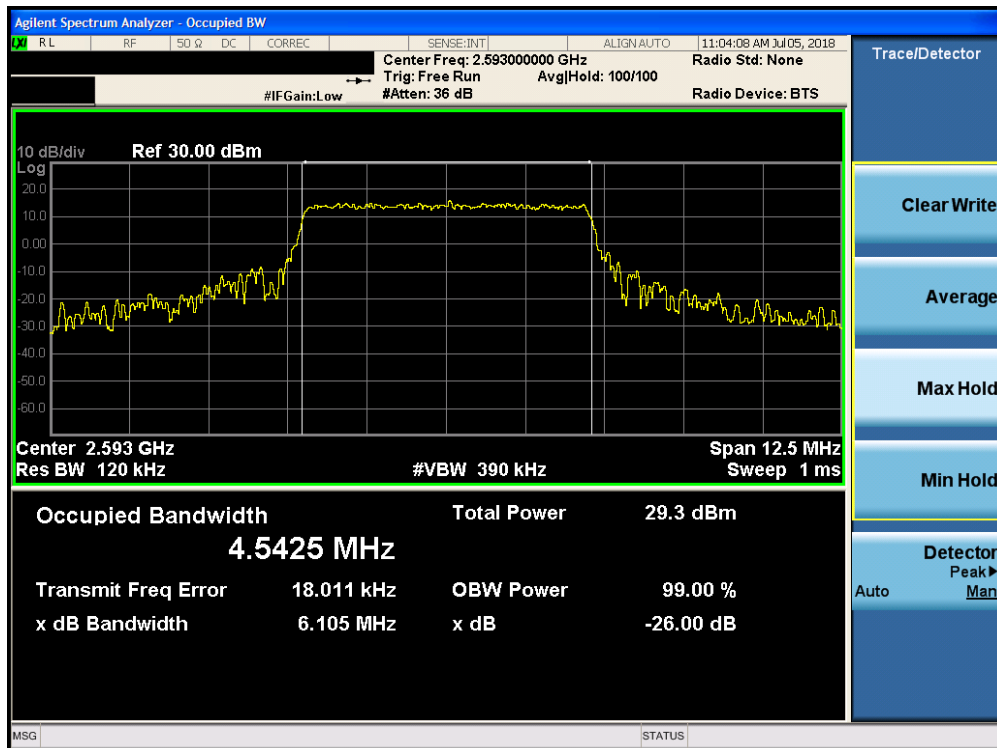 Agilent Spectrum Analyzer - Occupied BW
LXI RL RF 50 Ω DC CORREC SENSE:INT ALIGN AUTO 11:04:08 AM Jul 05, 2018
Center Freq: 2.593000000 GHz Radio Std: None
Trig: Free Run Avg|Hold: 100/100
#IFGain:Low #Atten: 36 dB Radio Device: BTS
Trace/Detector
10 dB/div Ref 30.00 dBm
Log
20.0
10.0
0.00
-10.0
-20.0
-30.0
-40.0
-50.0
-60.0
Center 2.593 GHz Span 12.5 MHz
Res BW 120 kHz #VBW 390 kHz Sweep 1 ms
Occupied Bandwidth Total Power 29.3 dBm
4.5425 MHz
Transmit Freq Error 18.011 kHz OBW Power 99.00 %
x dB Bandwidth 6.105 MHz x dB -26.00 dB
Clear Write
Average
Max Hold
Min Hold
Detector
Peak▶
Auto Man
MSG STATUS